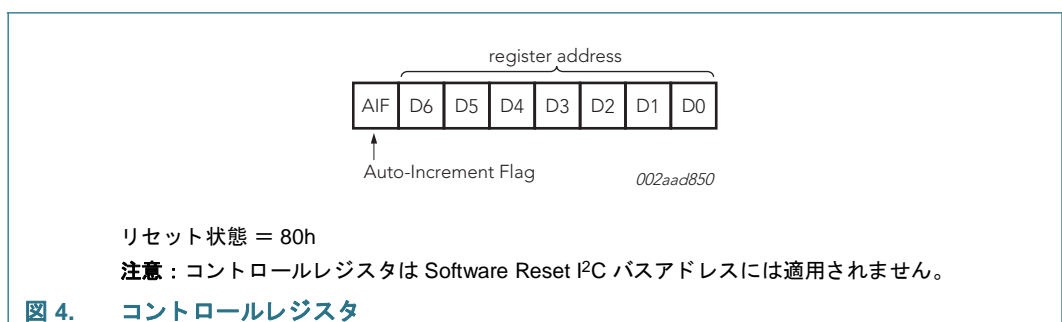 register address
AIF D6 D5 D4 D3 D2 D1 D0
Auto-Increment Flag
002aad850
リセット状態 = 80h
注意:コントロールレジスタは Software Reset I²C バスアドレスには適用されません。
図 4. コントロールレジスタ